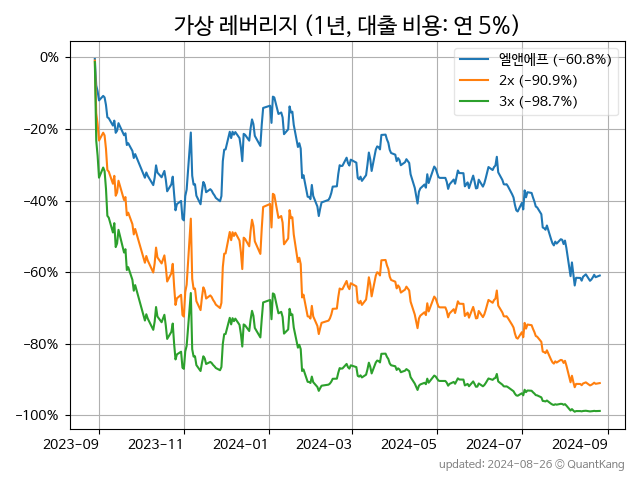 가상 레버리지 (1년, 대출 비용: 연 5%)
엘앤에프 (-60.8%)
2x (-90.9%)
3x (-98.7%)
0%
-20%
-40%
-60%
-80%
-100%
2023-09 2023-11 2024-01 2024-03 2024-05 2024-07 2024-09
updated: 2024-08-26 © QuantKang